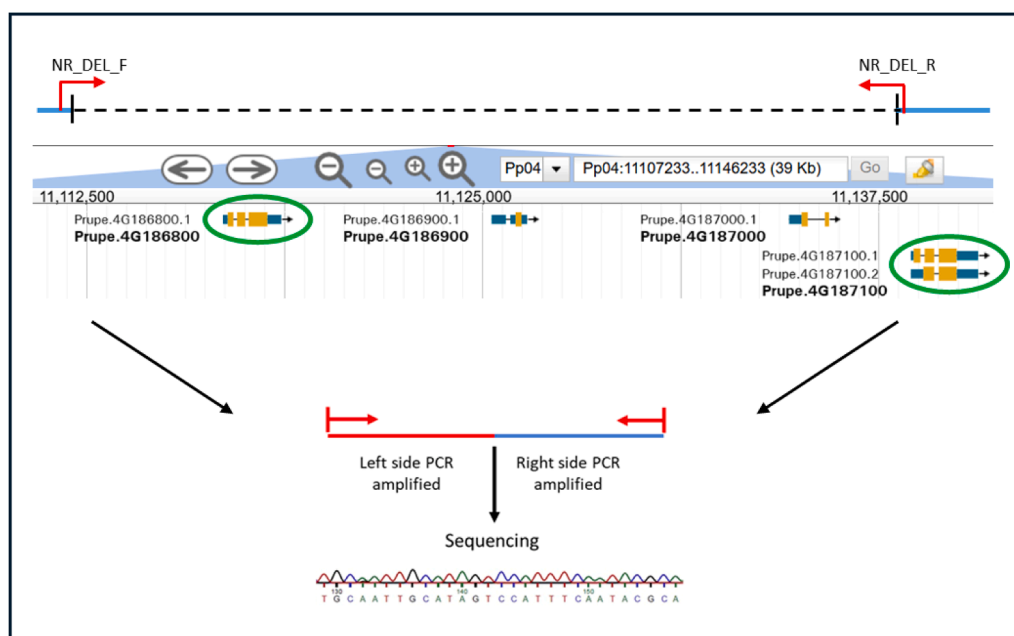 NR_DEL_F NR_DEL_R
Pp04 Pp04:11107233..11146233 (39 Kb) Go
11,112,500 11,125,000 11,137,500
Prupe.4G186800.1 Prupe.4G186900.1 Prupe.4G187000.1
Prupe.4G186800 Prupe.4G186900 Prupe.4G187000
Prupe.4G187100.1
Prupe.4G187100.2
Prupe.4G187100
Left side PCR Right side PCR
amplified amplified
Sequencing
130 140 150
T G C A A T T G C A T A G T C C A T T T C A A T A C G C A